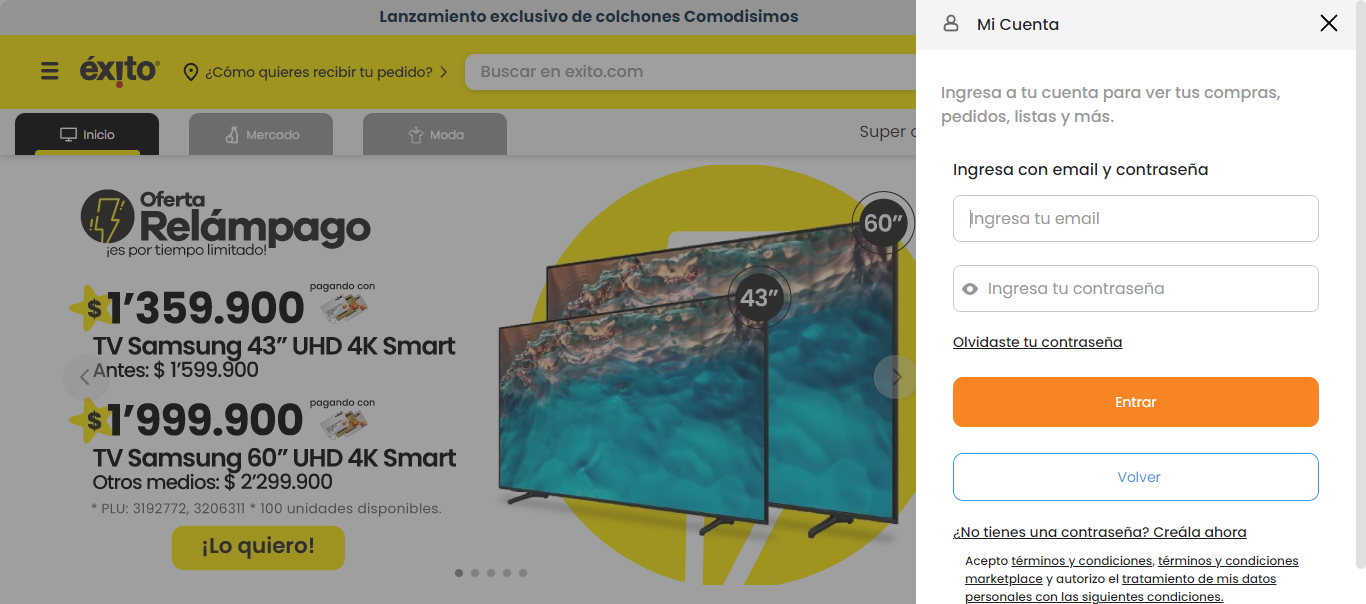 Lanzamiento exclusivo de colchones Comodisimos
éxito
¿Cómo quieres recibir tu pedido?
Buscar en exito.com
Inicio
Mercado
Moda
Super
Oferta
Relámpago
¡es por tiempo limitado!
60”
43”
$ 1’359.900
pagando con
TV Samsung 43” UHD 4K Smart
Antes: $ 1’599.900
$ 1’999.900
pagando con
TV Samsung 60” UHD 4K Smart
Otros medios: $ 2’299.900
* PLU: 3192772, 3206311 * 100 unidades disponibles.
¡Lo quiero!
Mi Cuenta
Ingresa a tu cuenta para ver tus compras,
pedidos, listas y más.
Ingresa con email y contraseña
Ingresa tu email
Ingresa tu contraseña
Olvidaste tu contraseña
Entrar
Volver
¿No tienes una contraseña? Creála ahora
Acepto términos y condiciones, términos y condiciones
marketplace y autorizo el tratamiento de mis datos
personales con las siguientes condiciones.